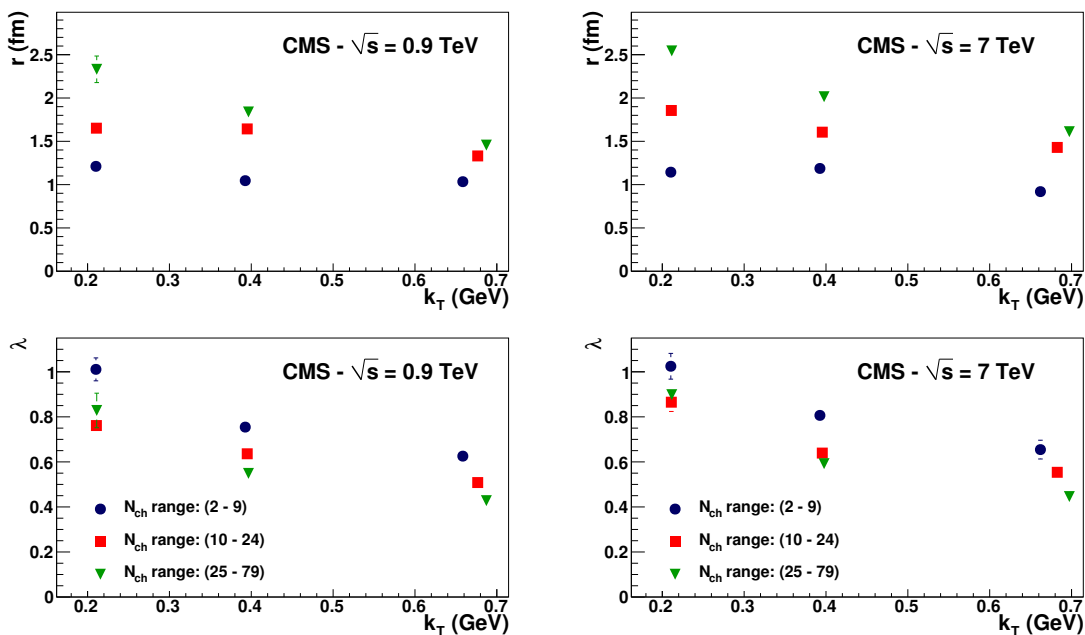 r (fm)
2.5
2
1.5
1
0.5
0
CMS - √s = 0.9 TeV
0.2 0.3 0.4 0.5 0.6 0.7
k_T (GeV)
r (fm)
2.5
2
1.5
1
0.5
0
CMS - √s = 7 TeV
0.2 0.3 0.4 0.5 0.6 0.7
k_T (GeV)
λ
1
0.8
0.6
0.4
0.2
0
CMS - √s = 0.9 TeV
N_ch range: (2 - 9)
N_ch range: (10 - 24)
N_ch range: (25 - 79)
0.2 0.3 0.4 0.5 0.6 0.7
k_T (GeV)
λ
1
0.8
0.6
0.4
0.2
0
CMS - √s = 7 TeV
N_ch range: (2 - 9)
N_ch range: (10 - 24)
N_ch range: (25 - 79)
0.2 0.3 0.4 0.5 0.6 0.7
k_T (GeV)